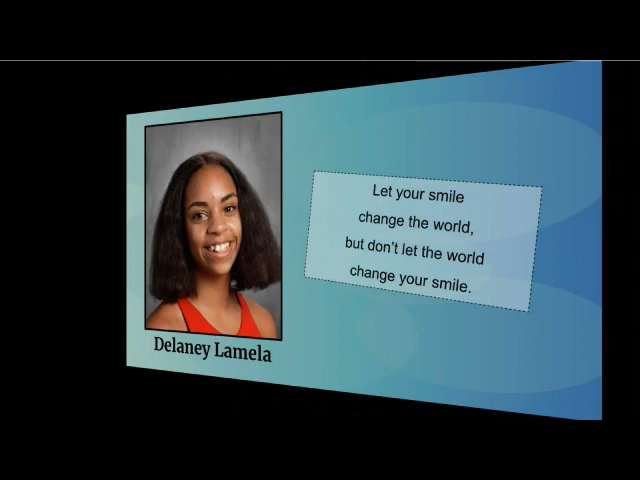 Delaney Lamela
Let your smile
change the world,
but don't let the world
change your smile.